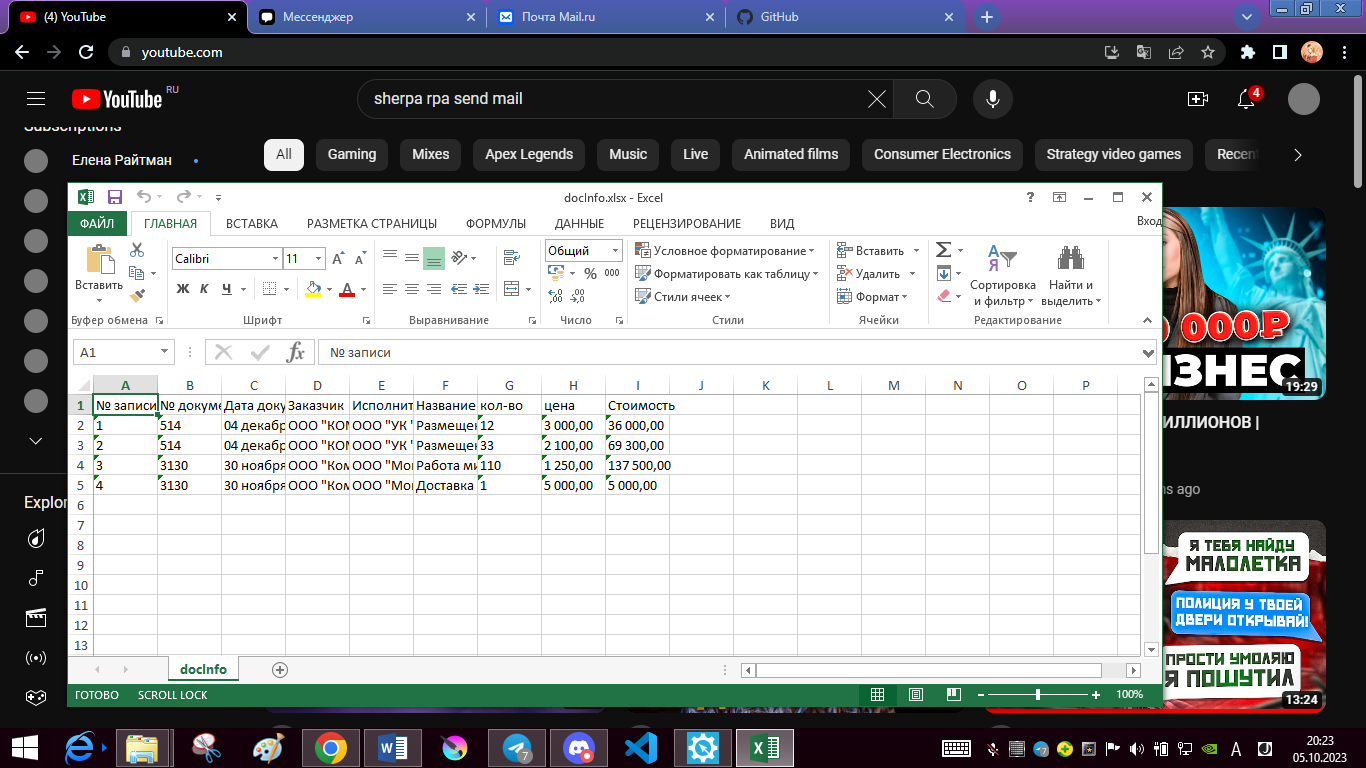 (4) YouTube
Мессенджер
Почта Mail.ru
GitHub
youtube.com
YouTube RU
sherpa rpa send mail
4
Subscriptions
Елена Райтман
All
Gaming
Mixes
Apex Legends
Music
Live
Animated films
Consumer Electronics
Strategy video games
Recent
docInfo.xlsx - Excel
ФАЙЛ
ГЛАВНАЯ
ВСТАВКА
РАЗМЕТКА СТРАНИЦЫ
ФОРМУЛЫ
ДАННЫЕ
РЕЦЕНЗИРОВАНИЕ
ВИД
Вход
Вставить
Calibri
11
Ж К Ч
Общий
% 000
Условное форматирование
Форматировать как таблицу
Стили ячеек
Вставить
Удалить
Формат
Сортировка
и фильтр
Найти и
выделить
Буфер обмена
Шрифт
Выравнивание
Число
Стили
Ячейки
Редактирование
A1
fx
№ записи
A B C D E F G H I J K L M N O P
1 № записи № докуме Дата доку Заказчик Исполнит Название кол-во цена Стоимость
2 1 514 04 декабр ООО "КОМ ООО "УК " Размещен 12 3 000,00 36 000,00
3 2 514 04 декабр ООО "КОМ ООО "УК " Размещен 33 2 100,00 69 300,00
4 3 3130 30 ноября ООО "Ком ООО "Мог Работа ми 110 1 250,00 137 500,00
5 4 3130 30 ноября ООО "Ком ООО "Мог Доставка 1 5 000,00 5 000,00
6
7
8
9
10
11
12
13
docInfo
ГОТОВО
SCROLL LOCK
100%
Explor
000₽
ИЗНЕС
19:29
ИЛЛИОНОВ |
ns ago
Я ТЕБЯ НАЙДУ
МАЛОЛЕТКА
ПОЛИЦИЯ У ТВОЕЙ
ДВЕРИ ОТКРЫВАЙ!
ПРОСТИ УМОЛЯЮ
Я ПОШУТИЛ
13:24
7
7
20:23
05.10.2023